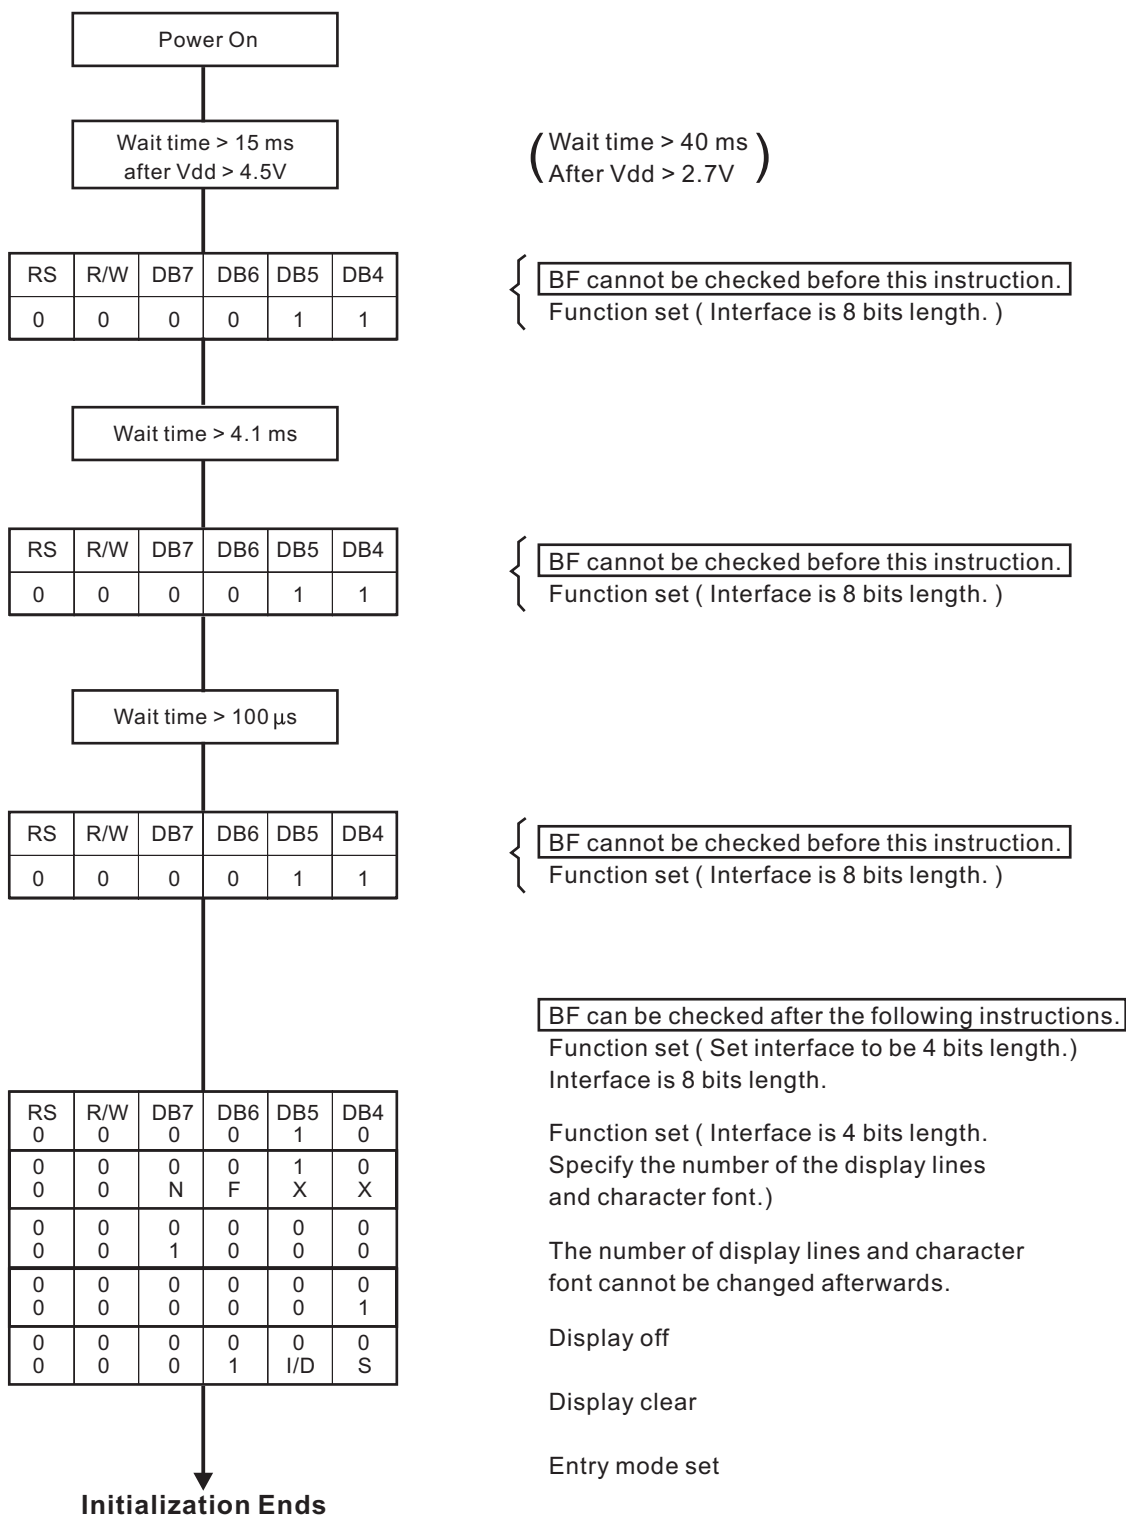 Power On
Wait time > 15 ms
after Vdd > 4.5V
(Wait time > 40 ms
After Vdd > 2.7V)
RS R/W DB7 DB6 DB5 DB4
0 0 0 0 1 1
BF cannot be checked before this instruction.
Function set ( Interface is 8 bits length. )
Wait time > 4.1 ms
RS R/W DB7 DB6 DB5 DB4
0 0 0 0 1 1
BF cannot be checked before this instruction.
Function set ( Interface is 8 bits length. )
Wait time > 100 µs
RS R/W DB7 DB6 DB5 DB4
0 0 0 0 1 1
BF cannot be checked before this instruction.
Function set ( Interface is 8 bits length. )
RS R/W DB7 DB6 DB5 DB4
0 0 0 0 1 0
0 0 0 0 1 0
0 0 N F X X
0 0 0 0 0 0
0 0 1 0 0 0
0 0 0 0 0 0
0 0 0 0 0 1
0 0 0 0 0 0
0 0 0 1 I/D S
BF can be checked after the following instructions.
Function set ( Set interface to be 4 bits length.)
Interface is 8 bits length.
Function set ( Interface is 4 bits length.
Specify the number of the display lines
and character font.)
The number of display lines and character
font cannot be changed afterwards.
Display off
Display clear
Entry mode set
Initialization Ends